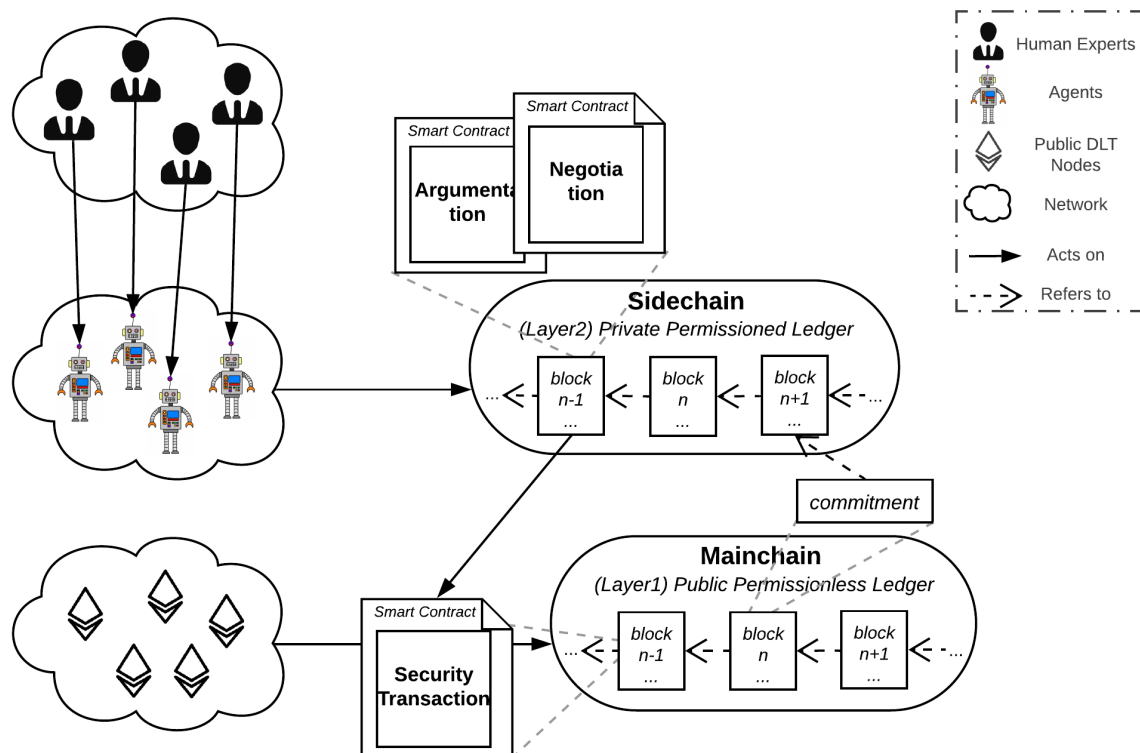 Human Experts
Agents
Public DLT
Nodes
Network
Acts on
Refers to
Smart Contract
Argumenta
tion
Smart Contract
Negotia
tion
Sidechain
(Layer2) Private Permissioned Ledger
...
block
n-1
...
block
n
...
block
n+1
...
...
commitment
Mainchain
(Layer1) Public Permissionless Ledger
...
block
n-1
...
block
n
...
block
n+1
...
...
Smart Contract
Security
Transaction